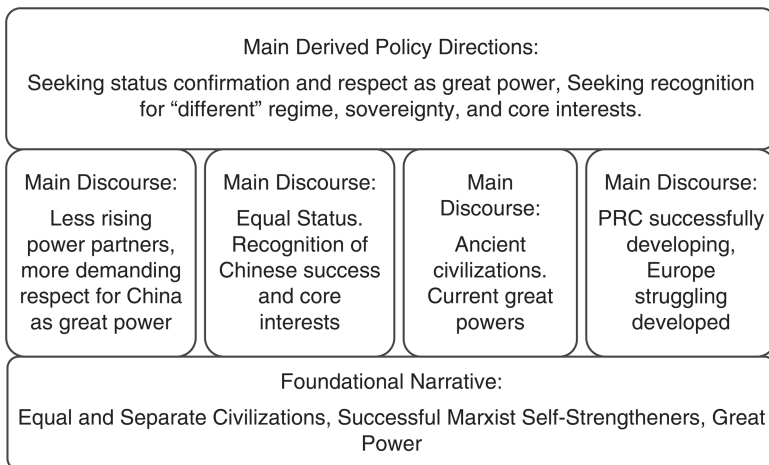 Main Derived Policy Directions:
Seeking status confirmation and respect as great power, Seeking recognition
for “different” regime, sovereignty, and core interests.
Main Discourse:
Less rising
power partners,
more demanding
respect for China
as great power
Main Discourse:
Equal Status.
Recognition of
Chinese success
and core
interests
Main
Discourse:
Ancient
civilizations.
Current great
powers
Main Discourse:
PRC successfully
developing,
Europe
struggling
developed
Foundational Narrative:
Equal and Separate Civilizations, Successful Marxist Self-Strengtheners, Great
Power